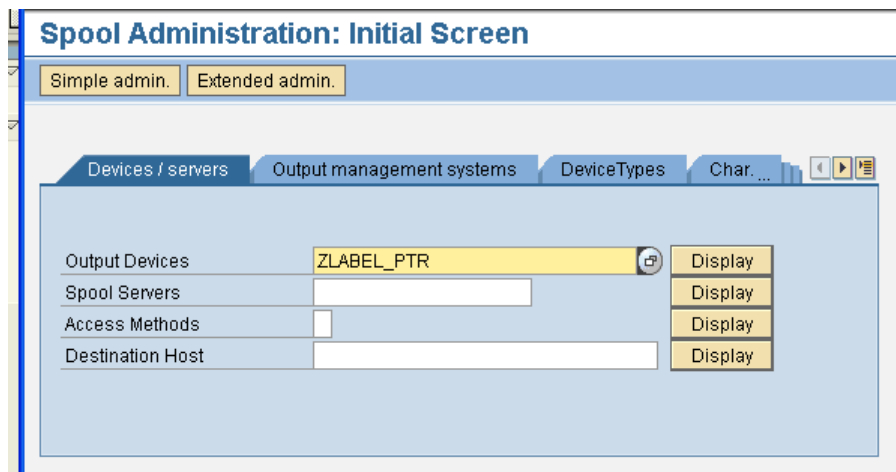 Spool Administration: Initial Screen
Simple admin. Extended admin.
Devices / servers Output management systems DeviceTypes Char. ...
Output Devices ZLABEL_PTR Display
Spool Servers Display
Access Methods Display
Destination Host Display